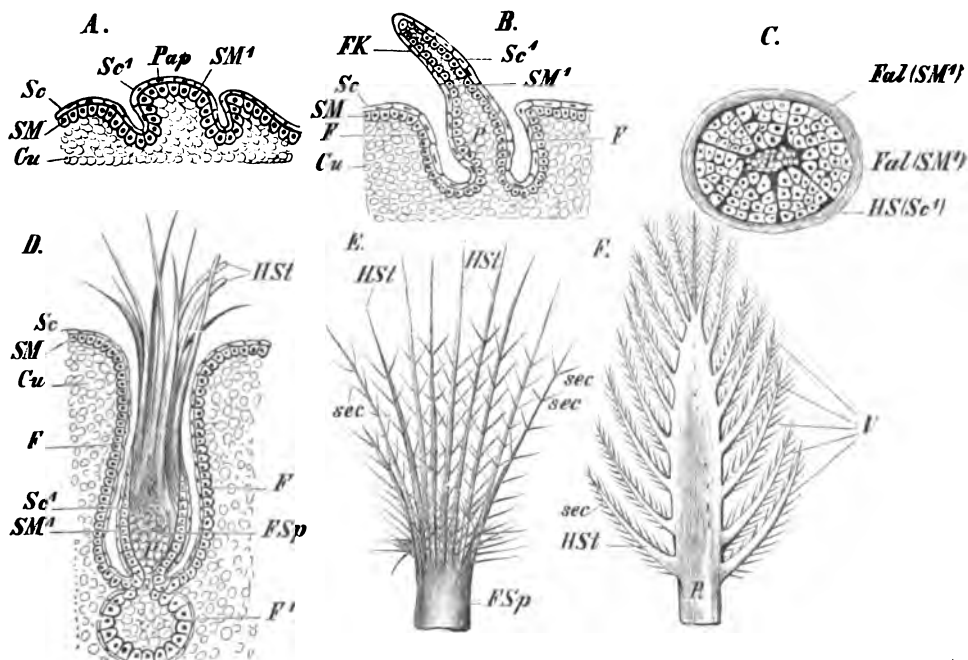 A.
Sc¹ Pap SM¹
Sc
SM
Cu
B.
FK
Sc¹
SM¹
Sc
SM
F
Cu
P
F
C.
Fal (SM¹)
P
Fal (SM¹)
HS (Sc¹)
D.
HSt
Sc
SM
Cu
F
F
Sc¹
SM¹
P
FSp
F¹
E.
HSt
HSt
sec
sec
sec
FSp
F.
V
sec
HSt
R